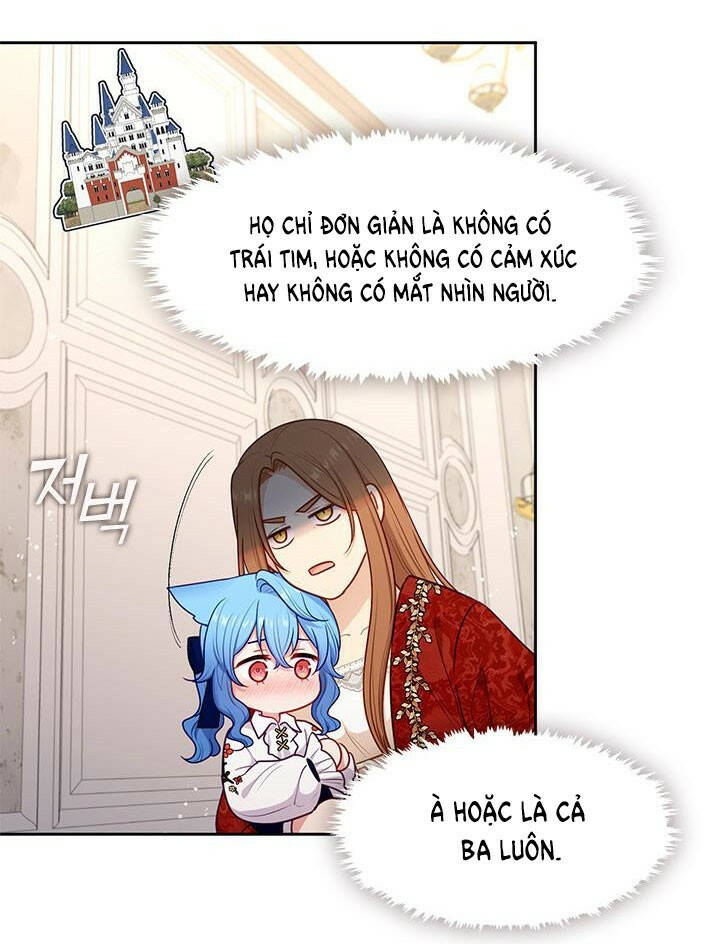 HỌ CHỈ ĐƠN GIẢN LÀ KHÔNG CÓ
TRÁI TIM, HOẶC KHÔNG CÓ CẢM XÚC
HAY KHÔNG CÓ MẮT NHÌN NGƯỜI.
저벅
À HOẶC LÀ CẢ
BA LUÔN.